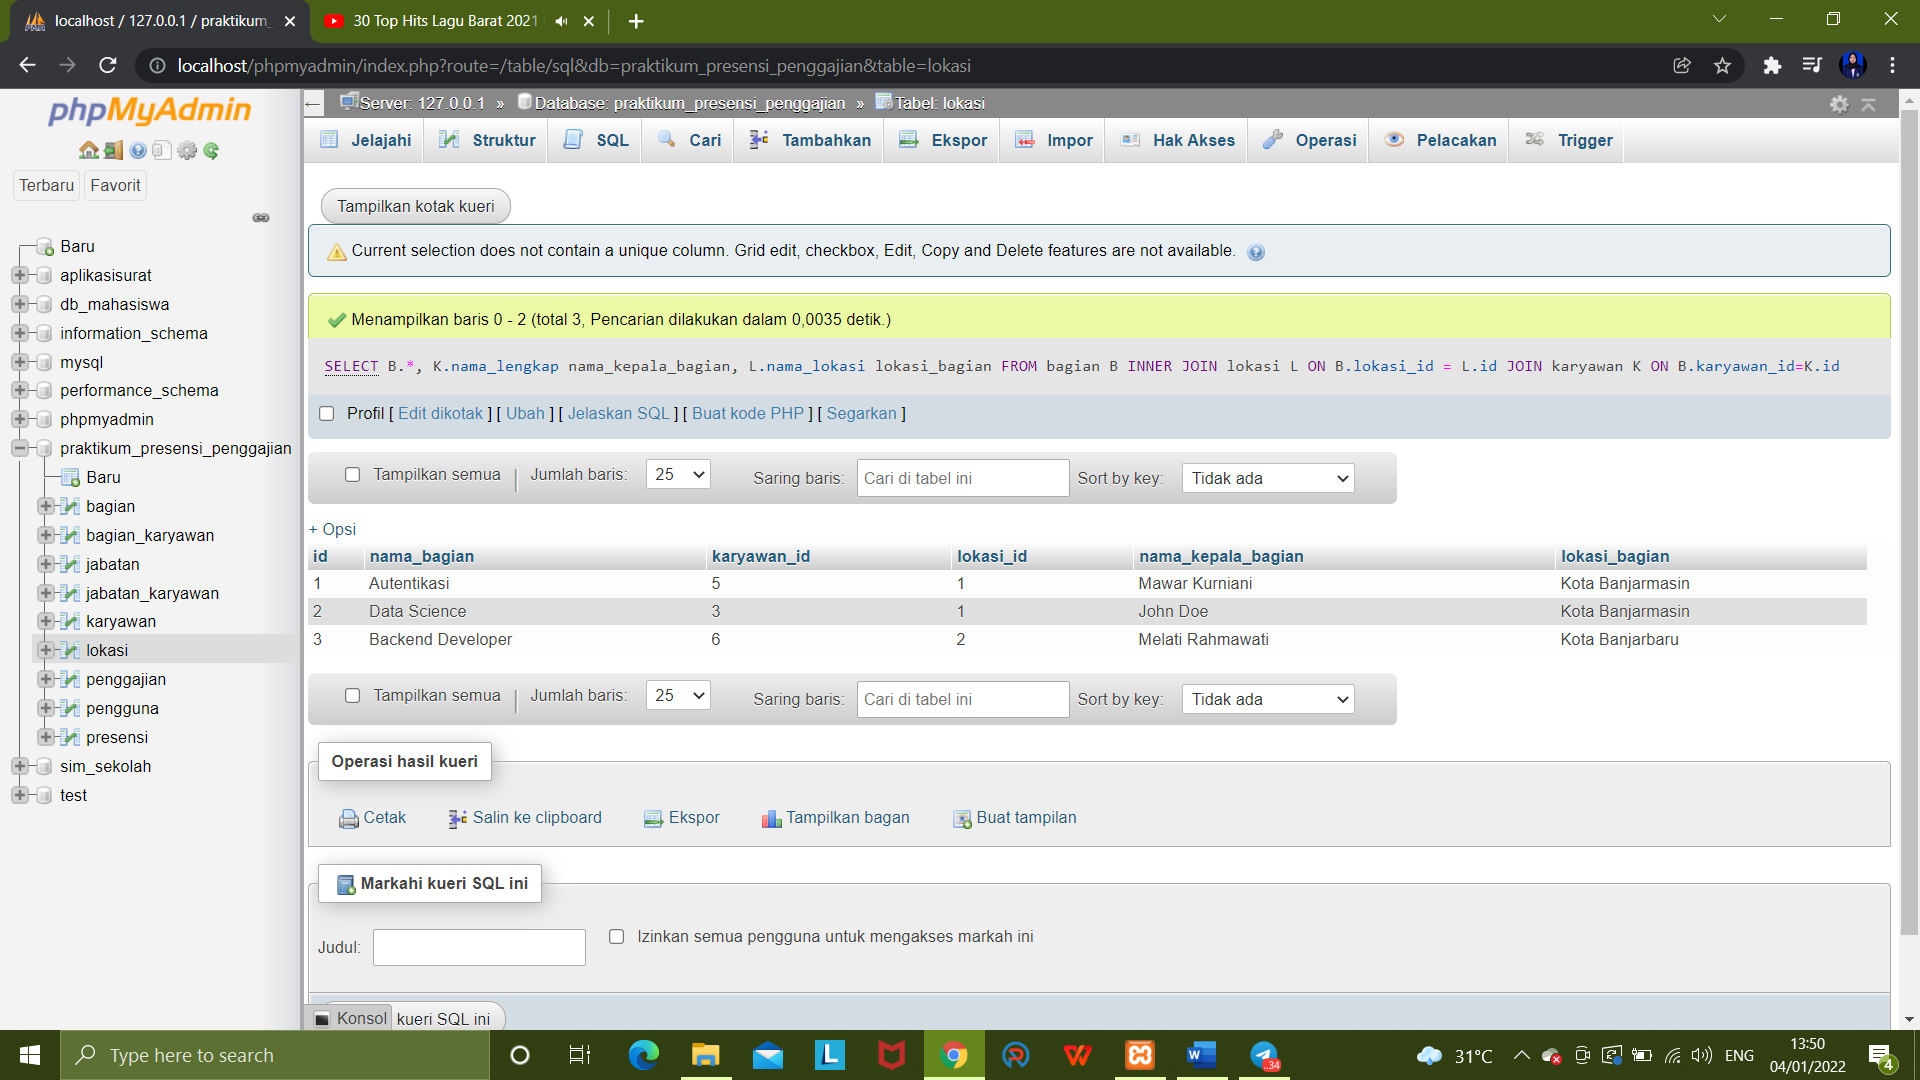 localhost / 127.0.0.1 / praktikum_
30 Top Hits Lagu Barat 2021
localhost/phpmyadmin/index.php?route=/table/sql&db=praktikum_presensi_penggajian&table=lokasi
phpMyAdmin
Terbaru Favorit
Baru
aplikasisurat
db_mahasiswa
information_schema
mysql
performance_schema
phpmyadmin
praktikum_presensi_penggajian
Baru
bagian
bagian_karyawan
jabatan
jabatan_karyawan
karyawan
lokasi
penggajian
pengguna
presensi
sim_sekolah
test
Server: 127.0.0.1 » Database: praktikum_presensi_penggajian » Tabel: lokasi
Jelajahi Struktur SQL Cari Tambahkan Ekspor Impor Hak Akses Operasi Pelacakan Trigger
Tampilkan kotak kueri
Current selection does not contain a unique column. Grid edit, checkbox, Edit, Copy and Delete features are not available.
Menampilkan baris 0 - 2 (total 3, Pencarian dilakukan dalam 0,0035 detik.)
SELECT B.*, K.nama_lengkap nama_kepala_bagian, L.nama_lokasi lokasi_bagian FROM bagian B INNER JOIN lokasi L ON B.lokasi_id = L.id JOIN karyawan K ON B.karyawan_id=K.id
Profil [ Edit dikotak ] [ Ubah ] [ Jelaskan SQL ] [ Buat kode PHP ] [ Segarkan ]
Tampilkan semua | Jumlah baris: 25 Saring baris: Cari di tabel ini Sort by key: Tidak ada
+ Opsi
id nama_bagian karyawan_id lokasi_id nama_kepala_bagian lokasi_bagian
1 Autentikasi 5 1 Mawar Kurniani Kota Banjarmasin
2 Data Science 3 1 John Doe Kota Banjarmasin
3 Backend Developer 6 2 Melati Rahmawati Kota Banjarbaru
Tampilkan semua | Jumlah baris: 25 Saring baris: Cari di tabel ini Sort by key: Tidak ada
Operasi hasil kueri
Cetak Salin ke clipboard Ekspor Tampilkan bagan Buat tampilan
Markahi kueri SQL ini
Judul: Izinkan semua pengguna untuk mengakses markah ini
Konsol kueri SQL ini
Type here to search
31°C ENG
13:50
04/01/2022
4
..34